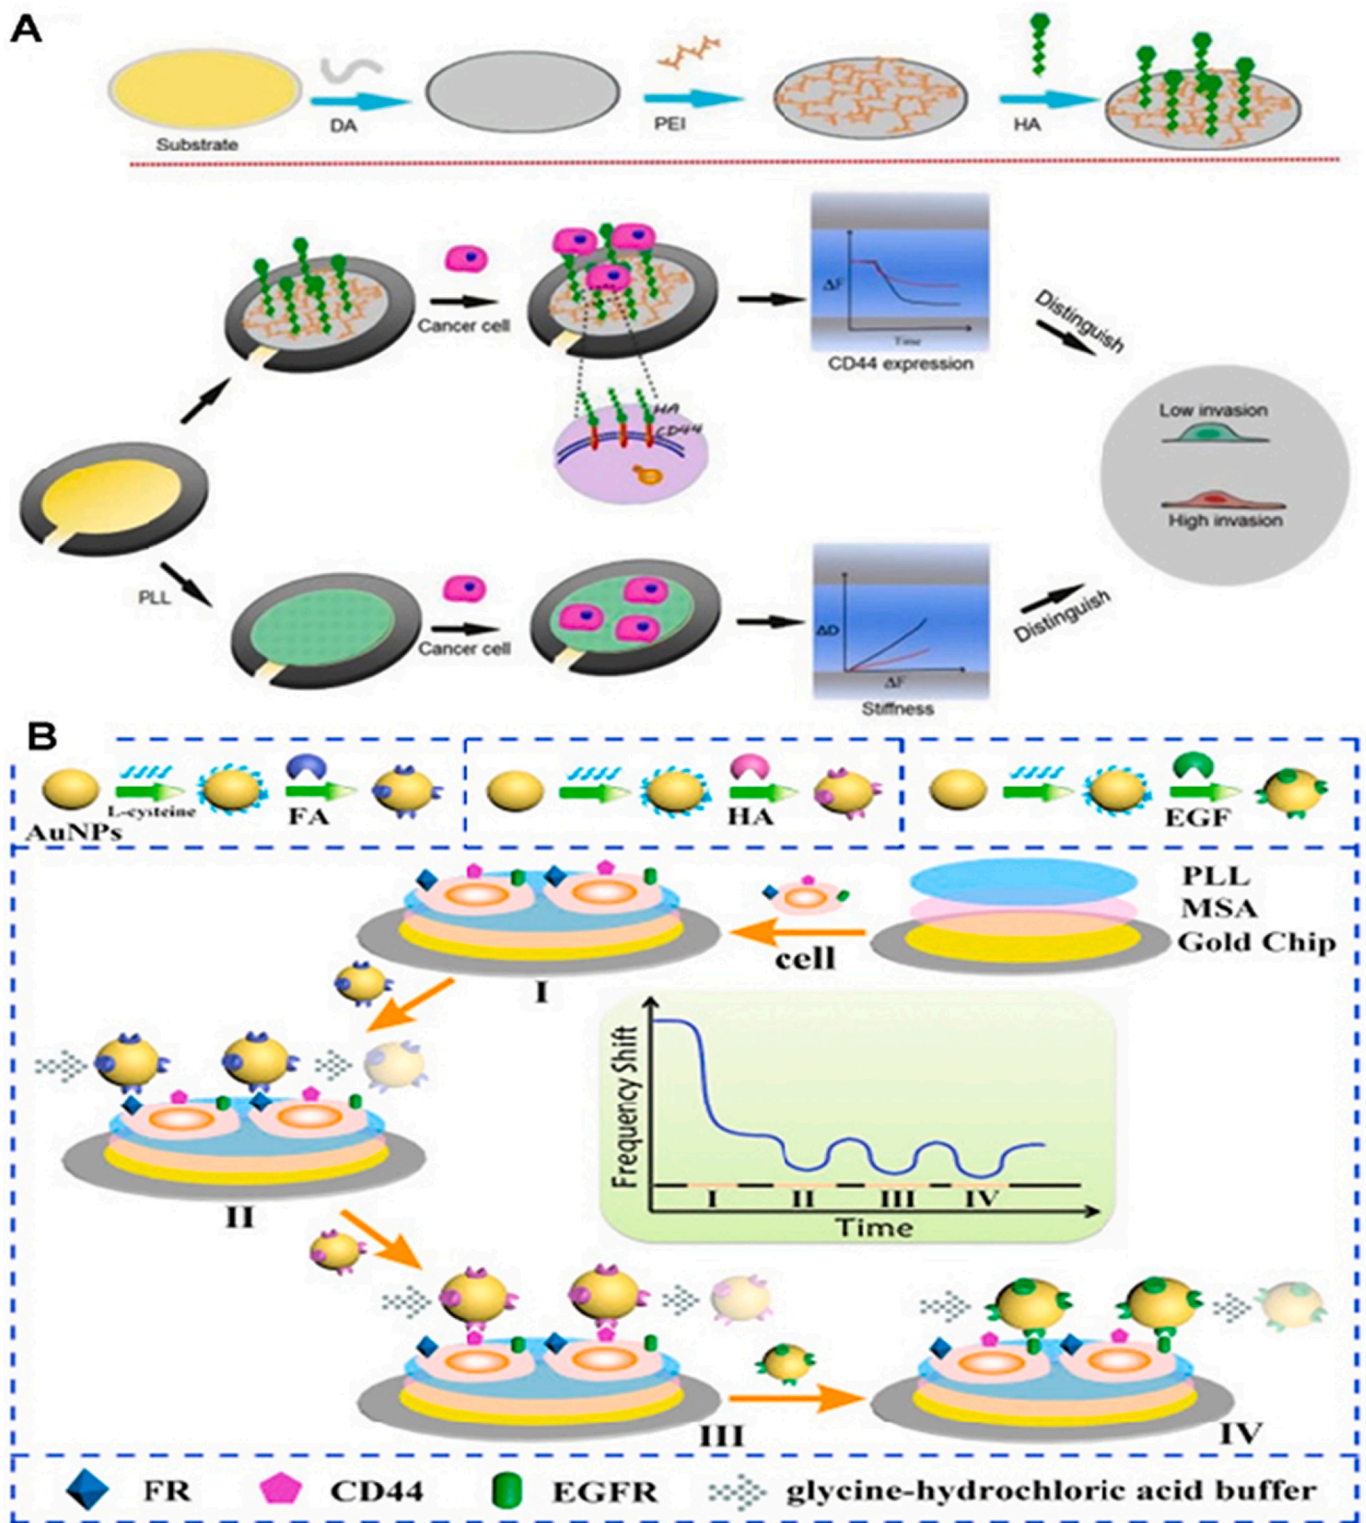 A
Substrate
DA
PEI
HA
Cancer cell
ΔF
Time
CD44 expression
Distinguish
HA
CD44
Low invasion
High invasion
PLL
Cancer cell
ΔD
ΔF
Stiffness
Distinguish
B
AuNPs
L-cysteine
FA
HA
EGF
PLL
MSA
Gold Chip
cell
I
II
Frequency Shift
I
II
III
IV
Time
III
IV
FR
CD44
EGFR
glycine-hydrochloric acid buffer